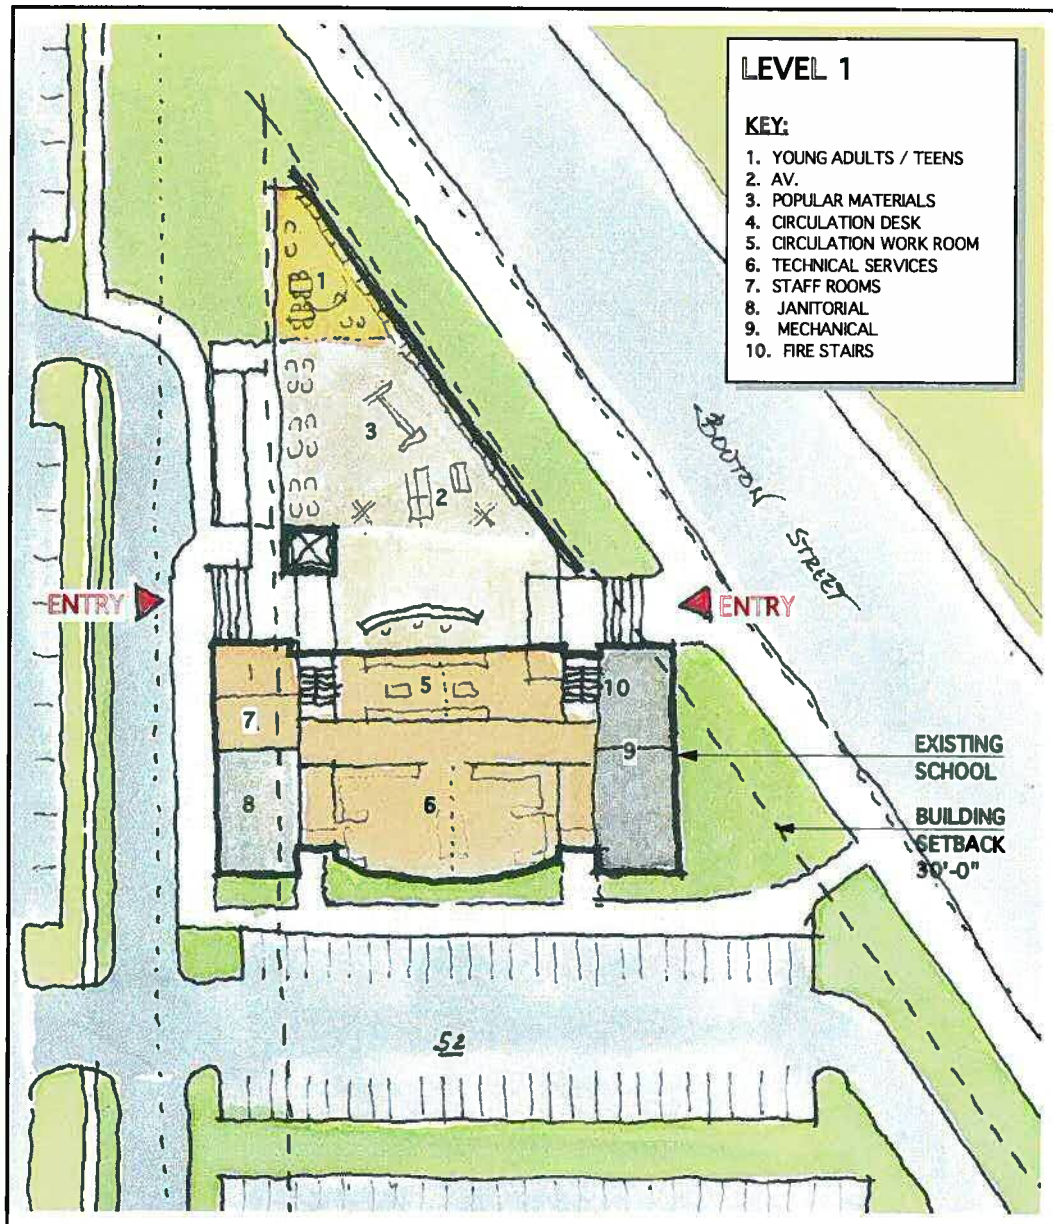 LEVEL 1
KEY:
1. YOUNG ADULTS / TEENS
2. AV.
3. POPULAR MATERIALS
4. CIRCULATION DESK
5. CIRCULATION WORK ROOM
6. TECHNICAL SERVICES
7. STAFF ROOMS
8. JANITORIAL
9. MECHANICAL
10. FIRE STAIRS
1
3
2
STREET
ENTRY
ENTRY
5
10
7
9
8
6
EXISTING
SCHOOL
BUILDING
SETBACK
30'-0"
52